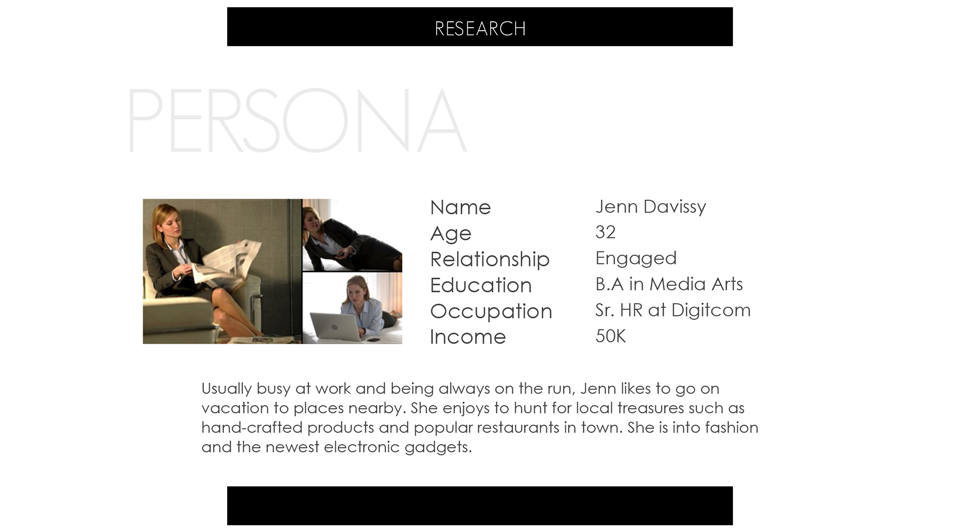 RESEARCH
PERSONA
Name Jenn Davissy
Age 32
Relationship Engaged
Education B.A in Media Arts
Occupation Sr. HR at Digitcom
Income 50K
Usually busy at work and being always on the run, Jenn likes to go on
vacation to places nearby. She enjoys to hunt for local treasures such as
hand-crafted products and popular restaurants in town. She is into fashion
and the newest electronic gadgets.